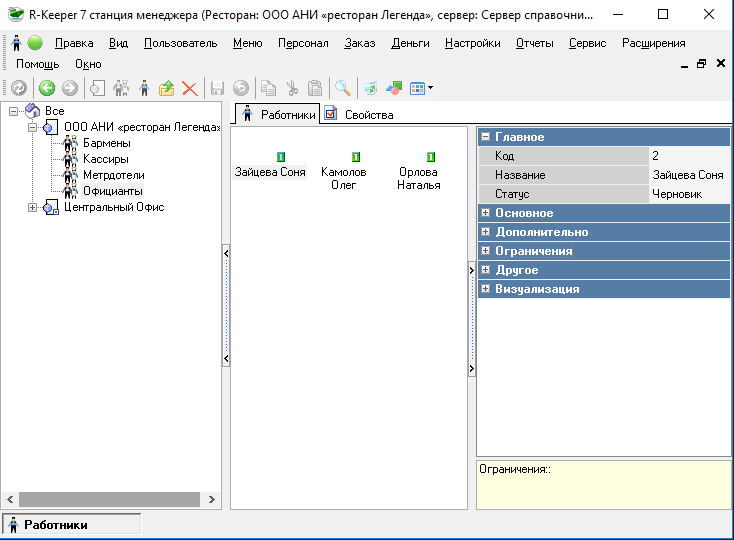 R-Keeper 7 станция менеджера (Ресторан: ООО АНИ «ресторан Легенда», сервер: Сервер справочни...
Правка Вид Пользователь Меню Персонал Заказ Деньги Настройки Отчеты Сервис Расширения
Помощь Окно
Все
ООО АНИ «ресторан Легенда»
Бармены
Кассиры
Метрдотели
Официанты
Центральный Офис
Работники Свойства
1 1 1
Зайцева Соня Камолов Олег Орлова Наталья
Главное
Код 2
Название Зайцева Соня
Статус Черновик
Основное
Дополнительно
Ограничения
Другое
Визуализация
Ограничения::
Работники